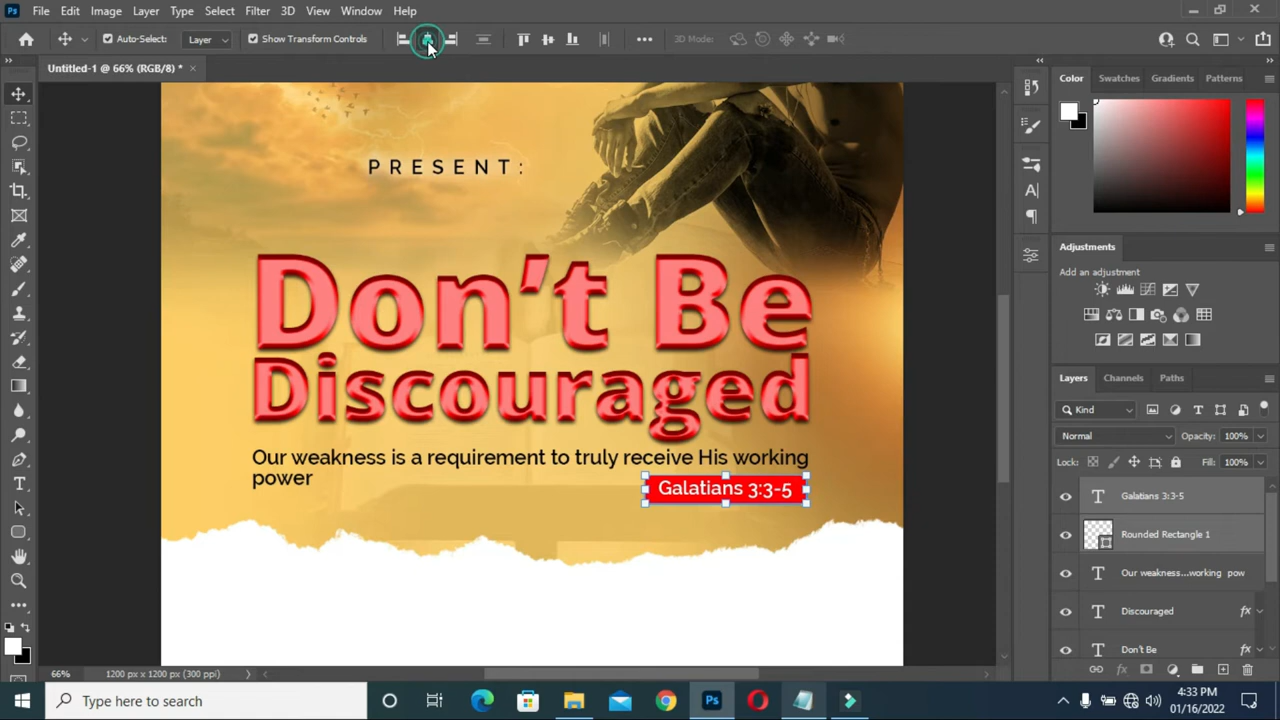 Ps File Edit Image Layer Type Select Filter 3D View Window Help
Auto-Select: Layer Show Transform Controls 3D Mode:
Untitled-1 @ 66% (RGB/8) *
PRESENT:
Don't Be
Discouraged
Our weakness is a requirement to truly receive His working
power
Galatians 3:3-5
66% 1200 px x 1200 px (300 ppi)
Color Swatches Gradients Patterns
Adjustments
Add an adjustment
Layers Channels Paths
Kind
Normal Opacity: 100%
Lock: Fill: 100%
Galatians 3:3-5
Rounded Rectangle 1
Our weakness...working pow
Discouraged fx
Don't Be fx
Type here to search
Ps
4:33 PM
01/16/2022